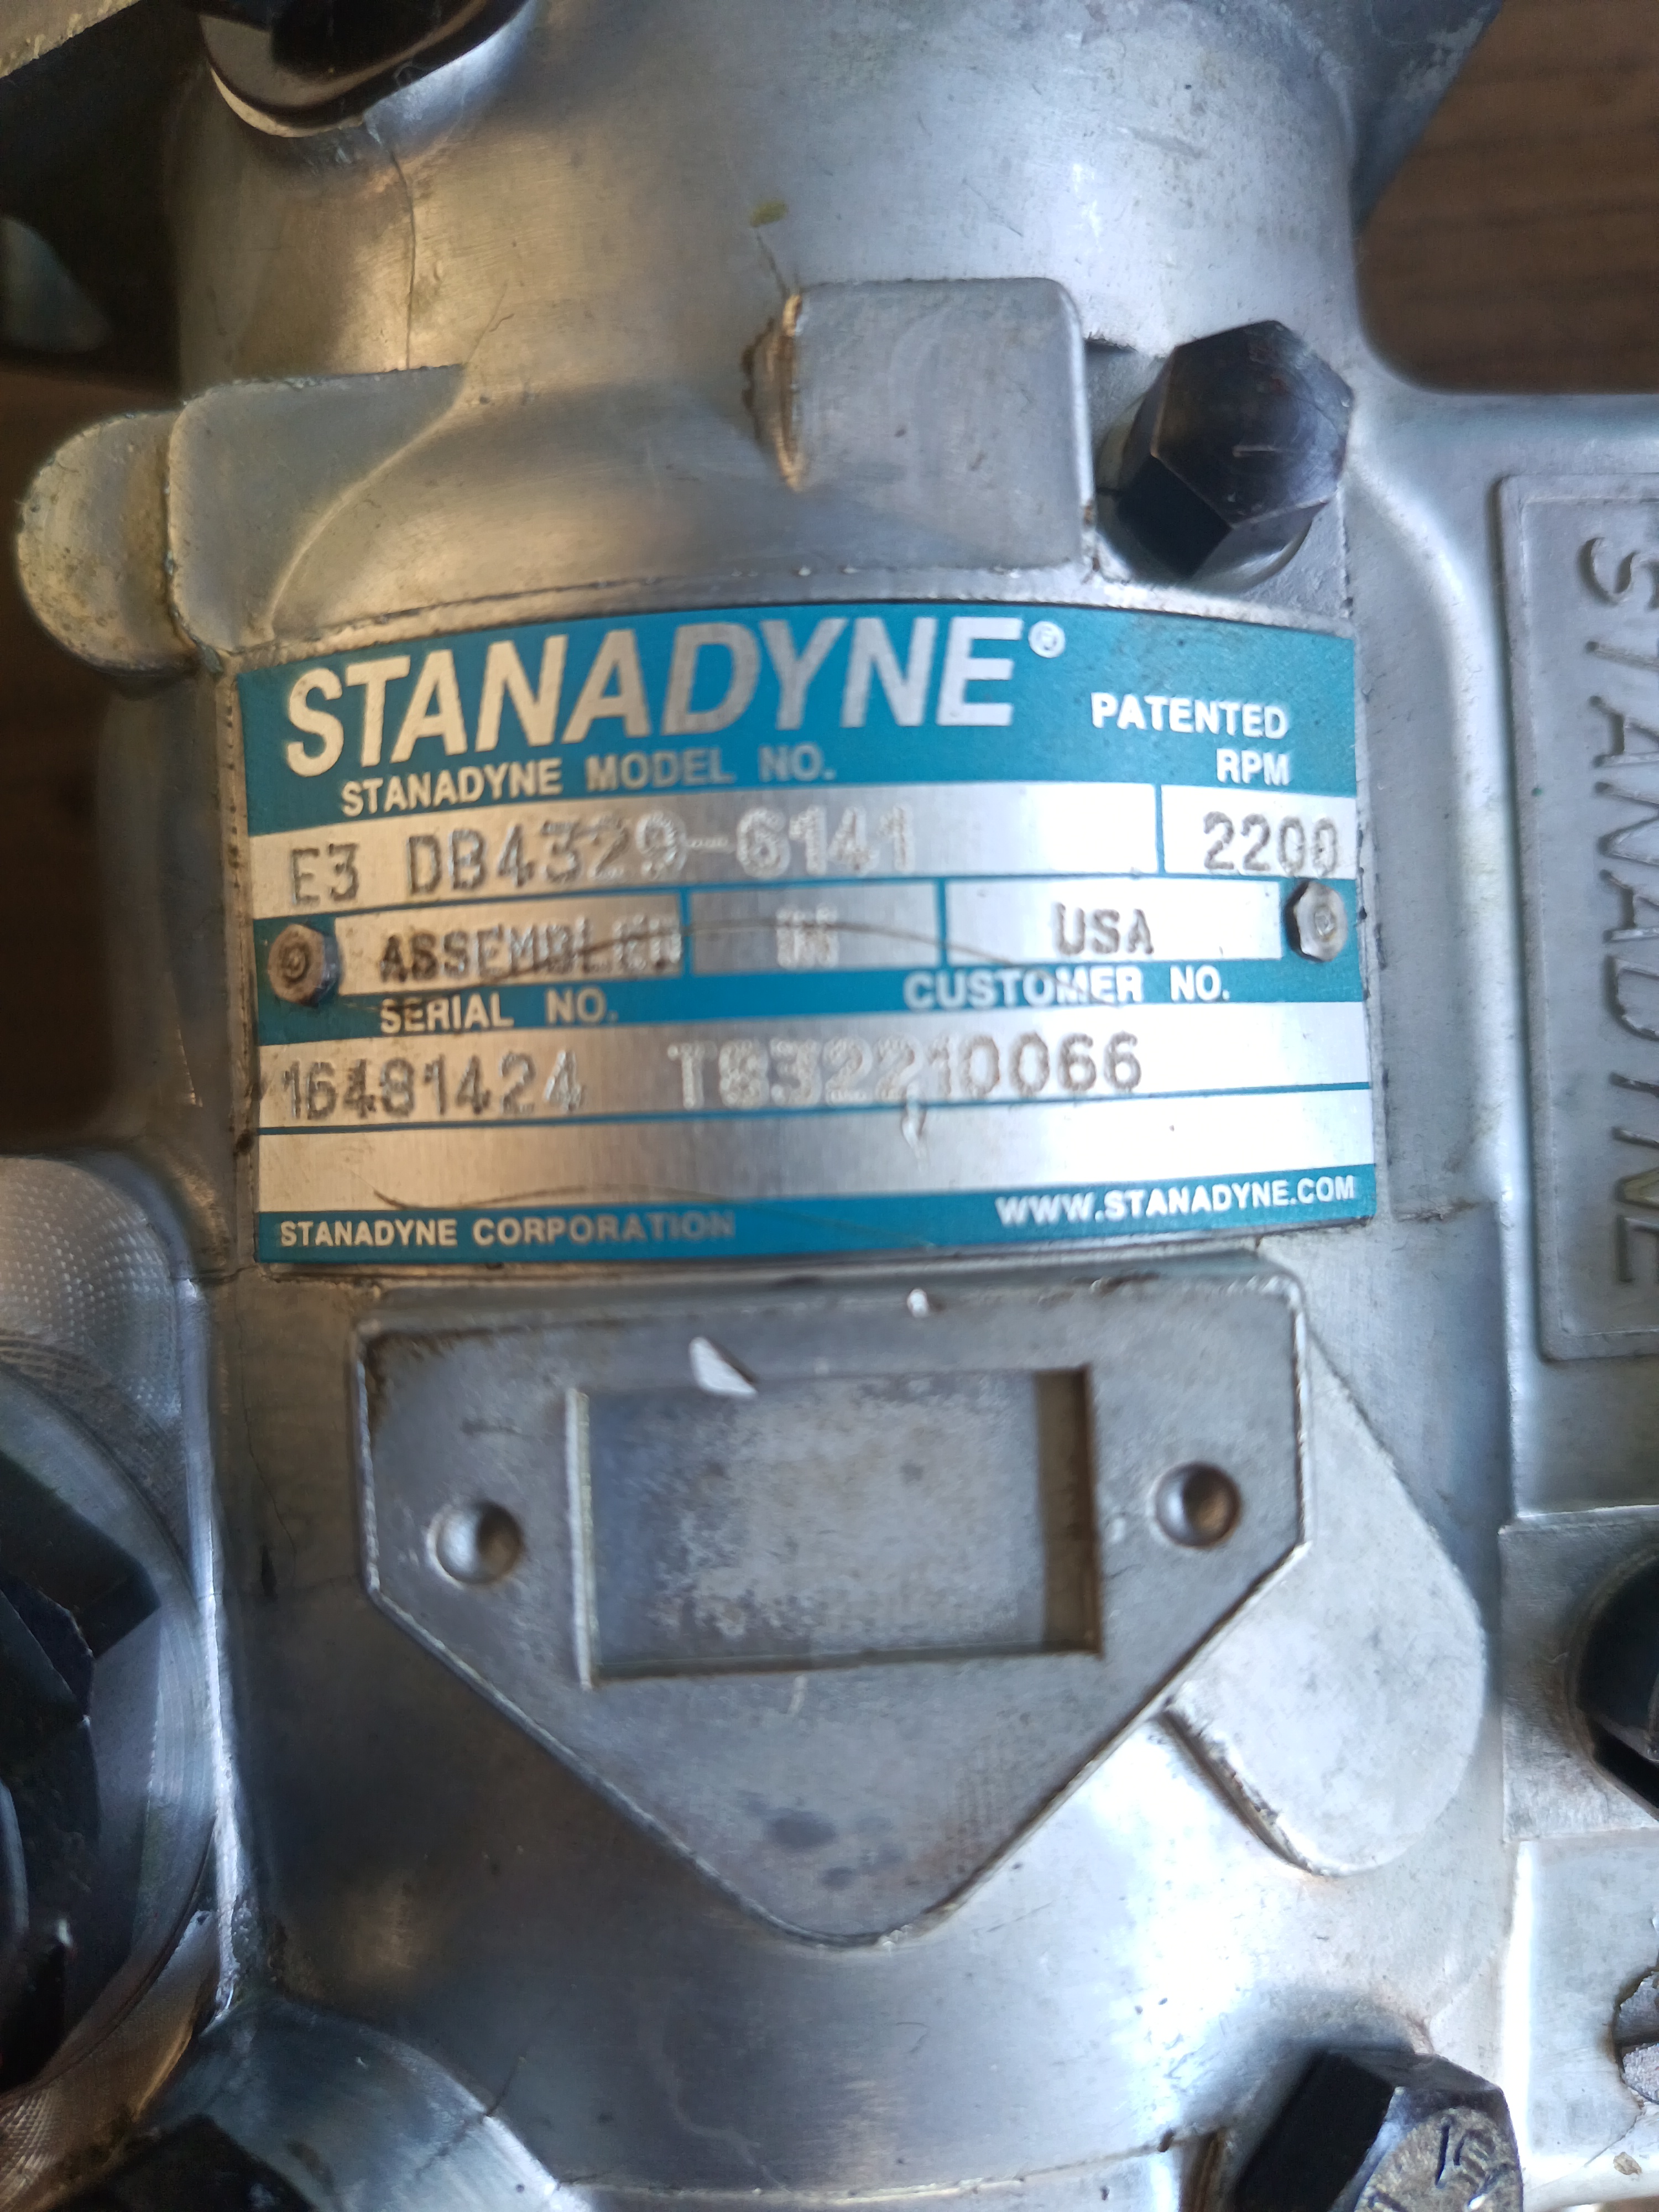 STANADYNE®
PATENTED
STANADYNE MODEL NO.
RPM
E3 DB4329-6141
2200
ASSEMBLED IN USA
SERIAL NO.
CUSTOMER NO.
16481424 T832210066
STANADYNE CORPORATION
WWW.STANADYNE.COM
STANADYNE